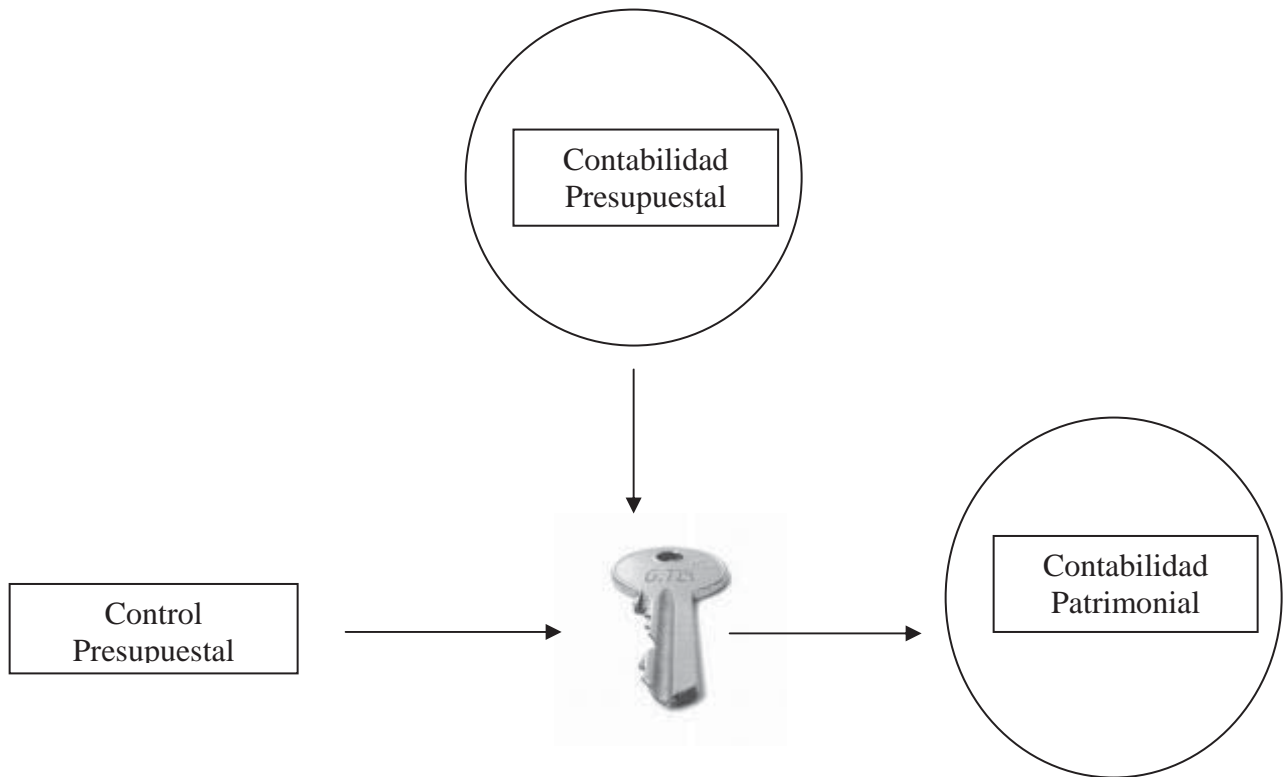 Contabilidad
Presupuestal
Contabilidad
Patrimonial
Control
Presupuestal